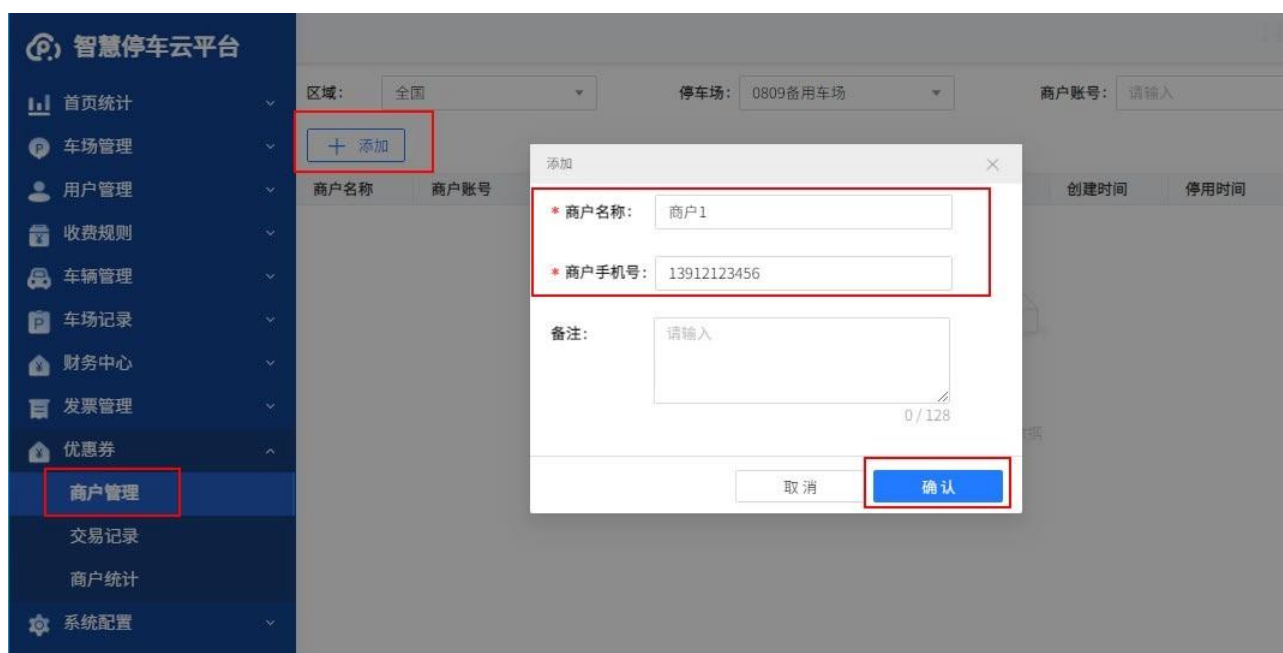 智慧停车云平台
首页统计
车场管理
用户管理
收费规则
车辆管理
车场记录
财务中心
发票管理
优惠券
商户管理
交易记录
商户统计
系统配置
区域： 全国 停车场： 0809备用车场 商户账号： 请输入
添加
商户名称 商户账号 创建时间 停用时间
添加
* 商户名称： 商户1
* 商户手机号： 13912123456
备注： 请输入
0 / 128
取 消 确 认